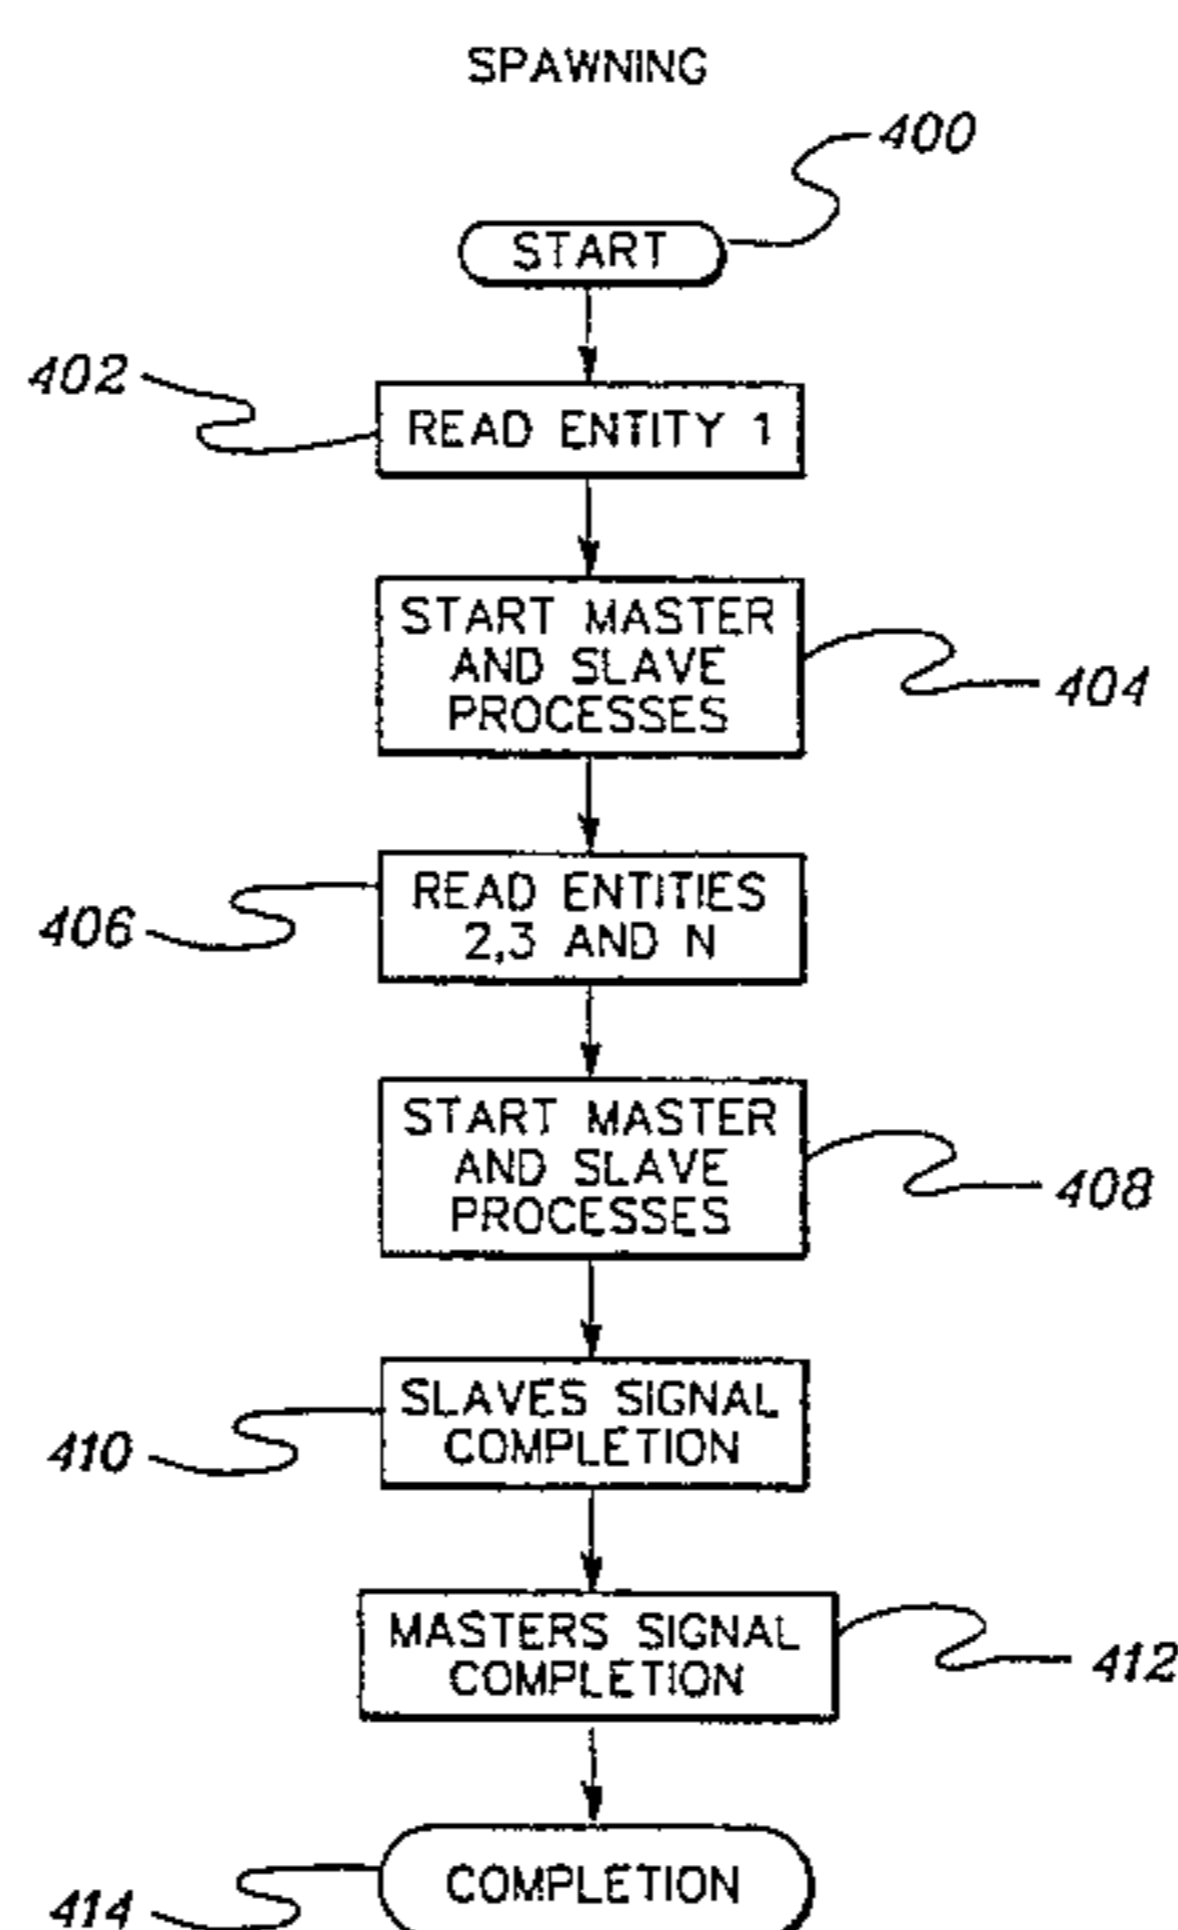 SPAWNING
400
START
402
READ ENTITY 1
START MASTER
AND SLAVE
PROCESSES
404
READ ENTITIES
2,3 AND N
406
START MASTER
AND SLAVE
PROCESSES
408
SLAVES SIGNAL
COMPLETION
410
MASTERS SIGNAL
COMPLETION
412
COMPLETION
414